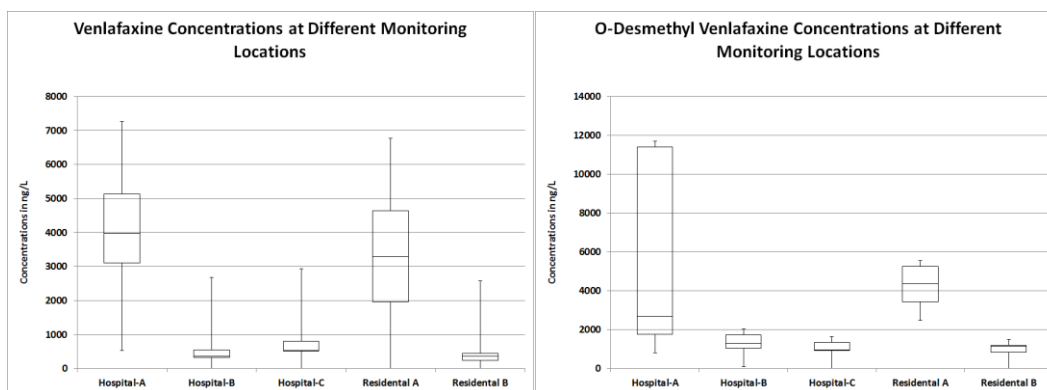 Venlafaxine Concentrations at Different Monitoring
Locations
Concentrations in ng/L
8000
7000
6000
5000
4000
3000
2000
1000
0
Hospital-A Hospital-B Hospital-C Residental A Residental B
O-Desmethyl Venlafaxine Concentrations at Different
Monitoring Locations
Concentrations in ng/L
14000
12000
10000
8000
6000
4000
2000
0
Hospital-A Hospital-B Hospital-C Residental A Residental B